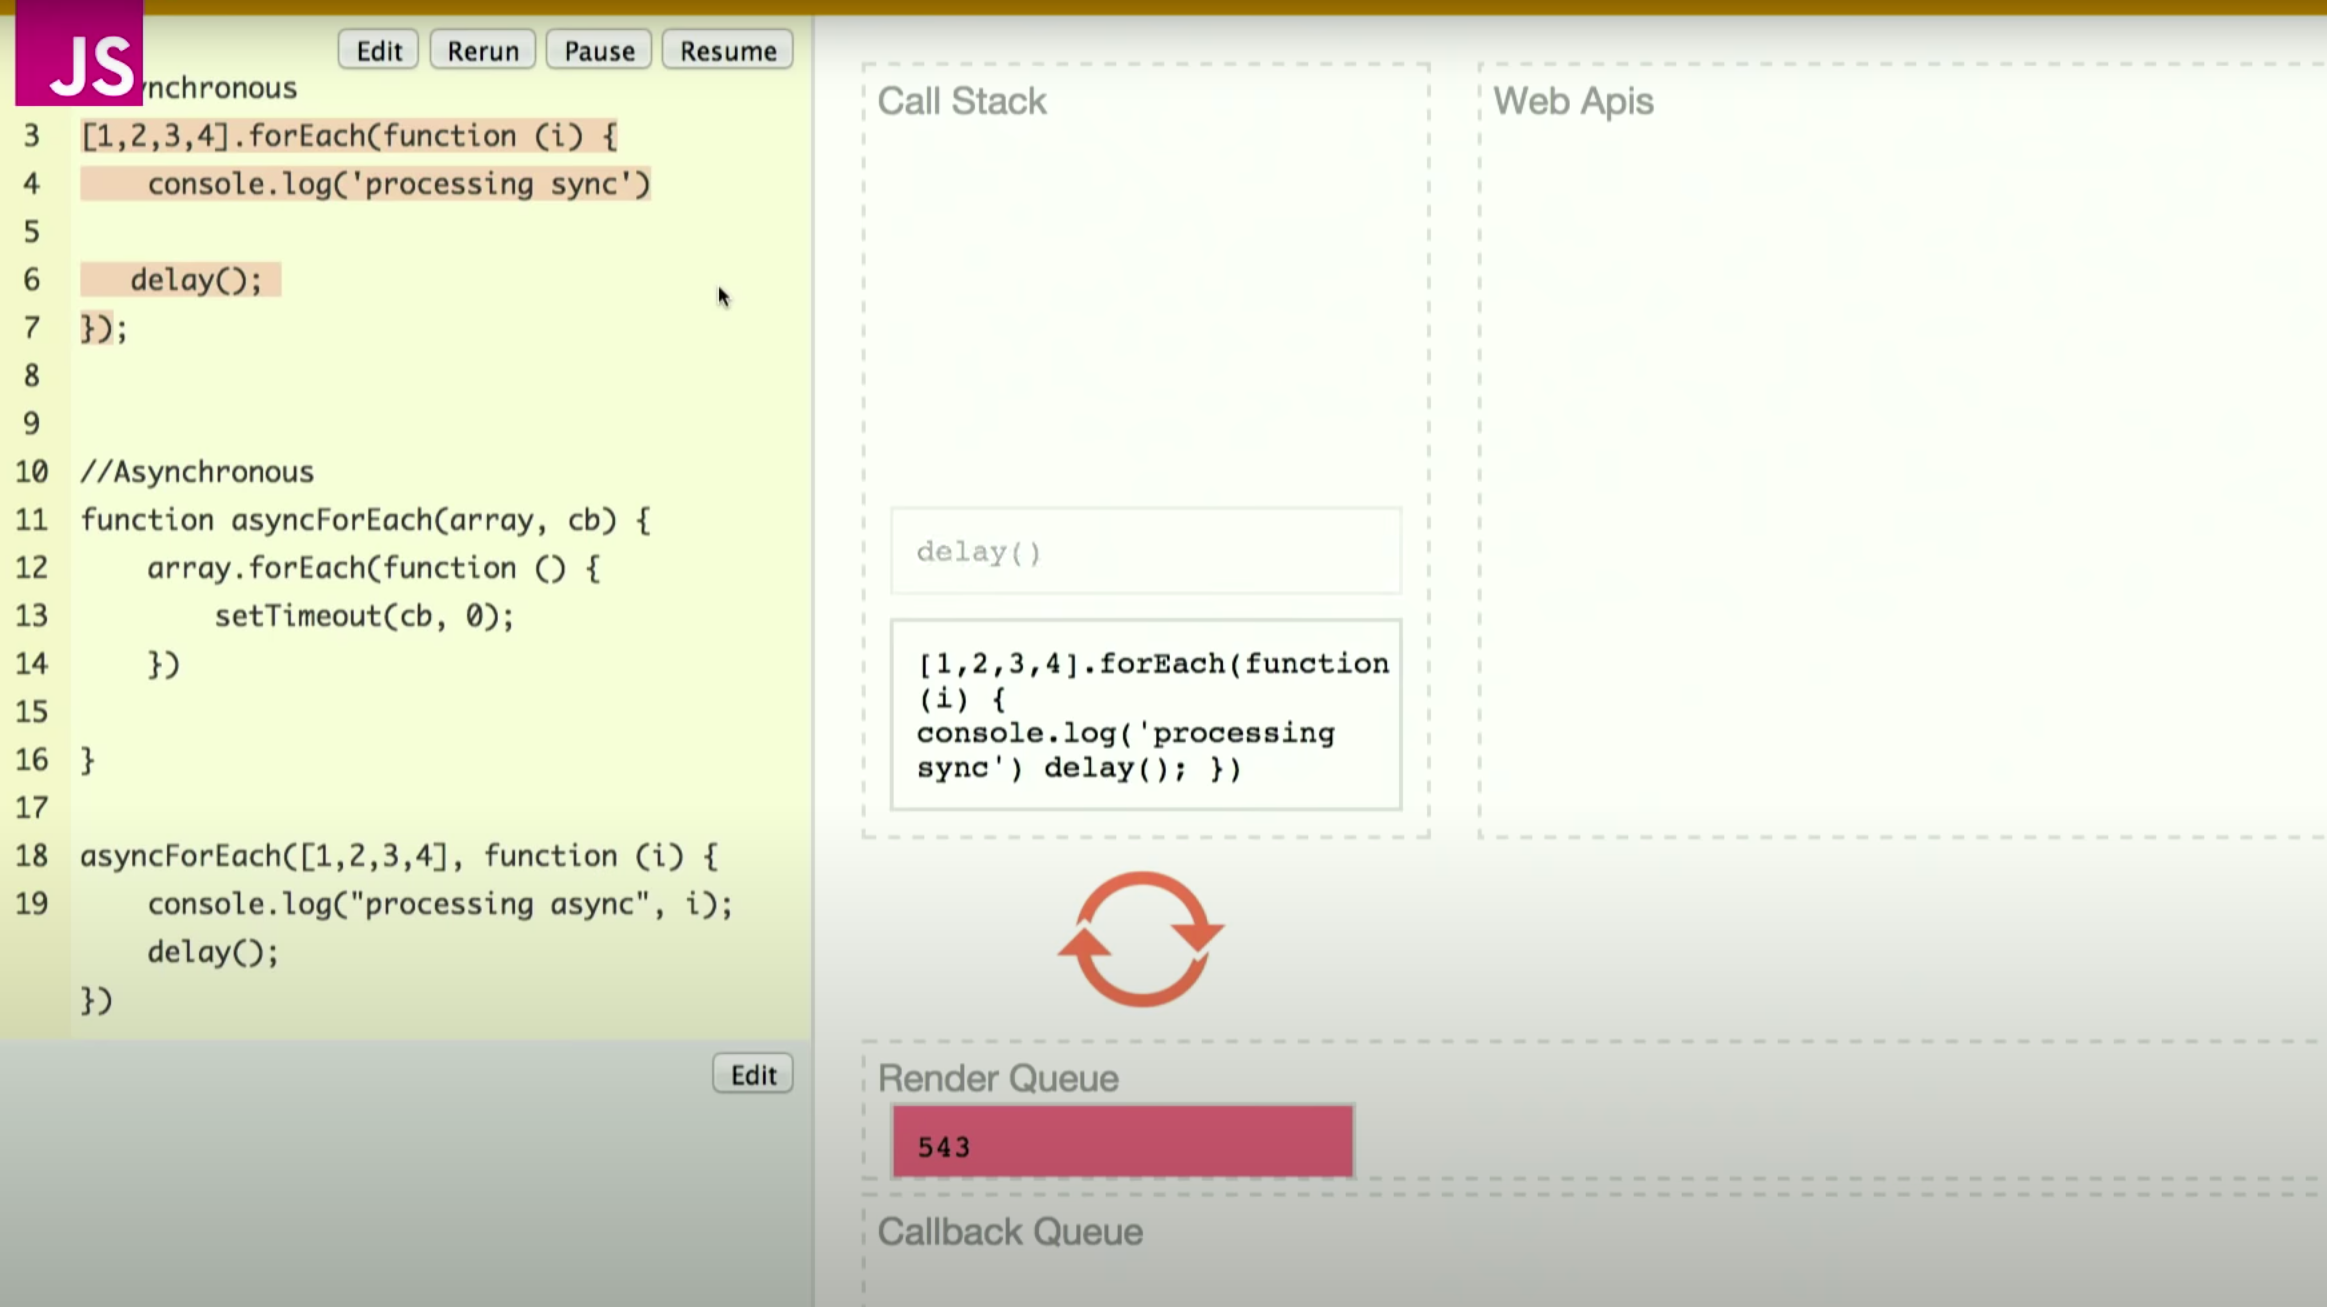 JS
Edit Rerun Pause Resume
nchronous
3 [1,2,3,4].forEach(function (i) {
4 console.log('processing sync')
5
6 delay();
7 });
8
9
10 //Asynchronous
11 function asyncForEach(array, cb) {
12 array.forEach(function () {
13 setTimeout(cb, 0);
14 })
15
16 }
17
18 asyncForEach([1,2,3,4], function (i) {
19 console.log("processing async", i);
delay();
})
Edit
Call Stack
delay()
[1,2,3,4].forEach(function
(i) {
console.log('processing
sync') delay(); })
Web Apis
Render Queue
543
Callback Queue